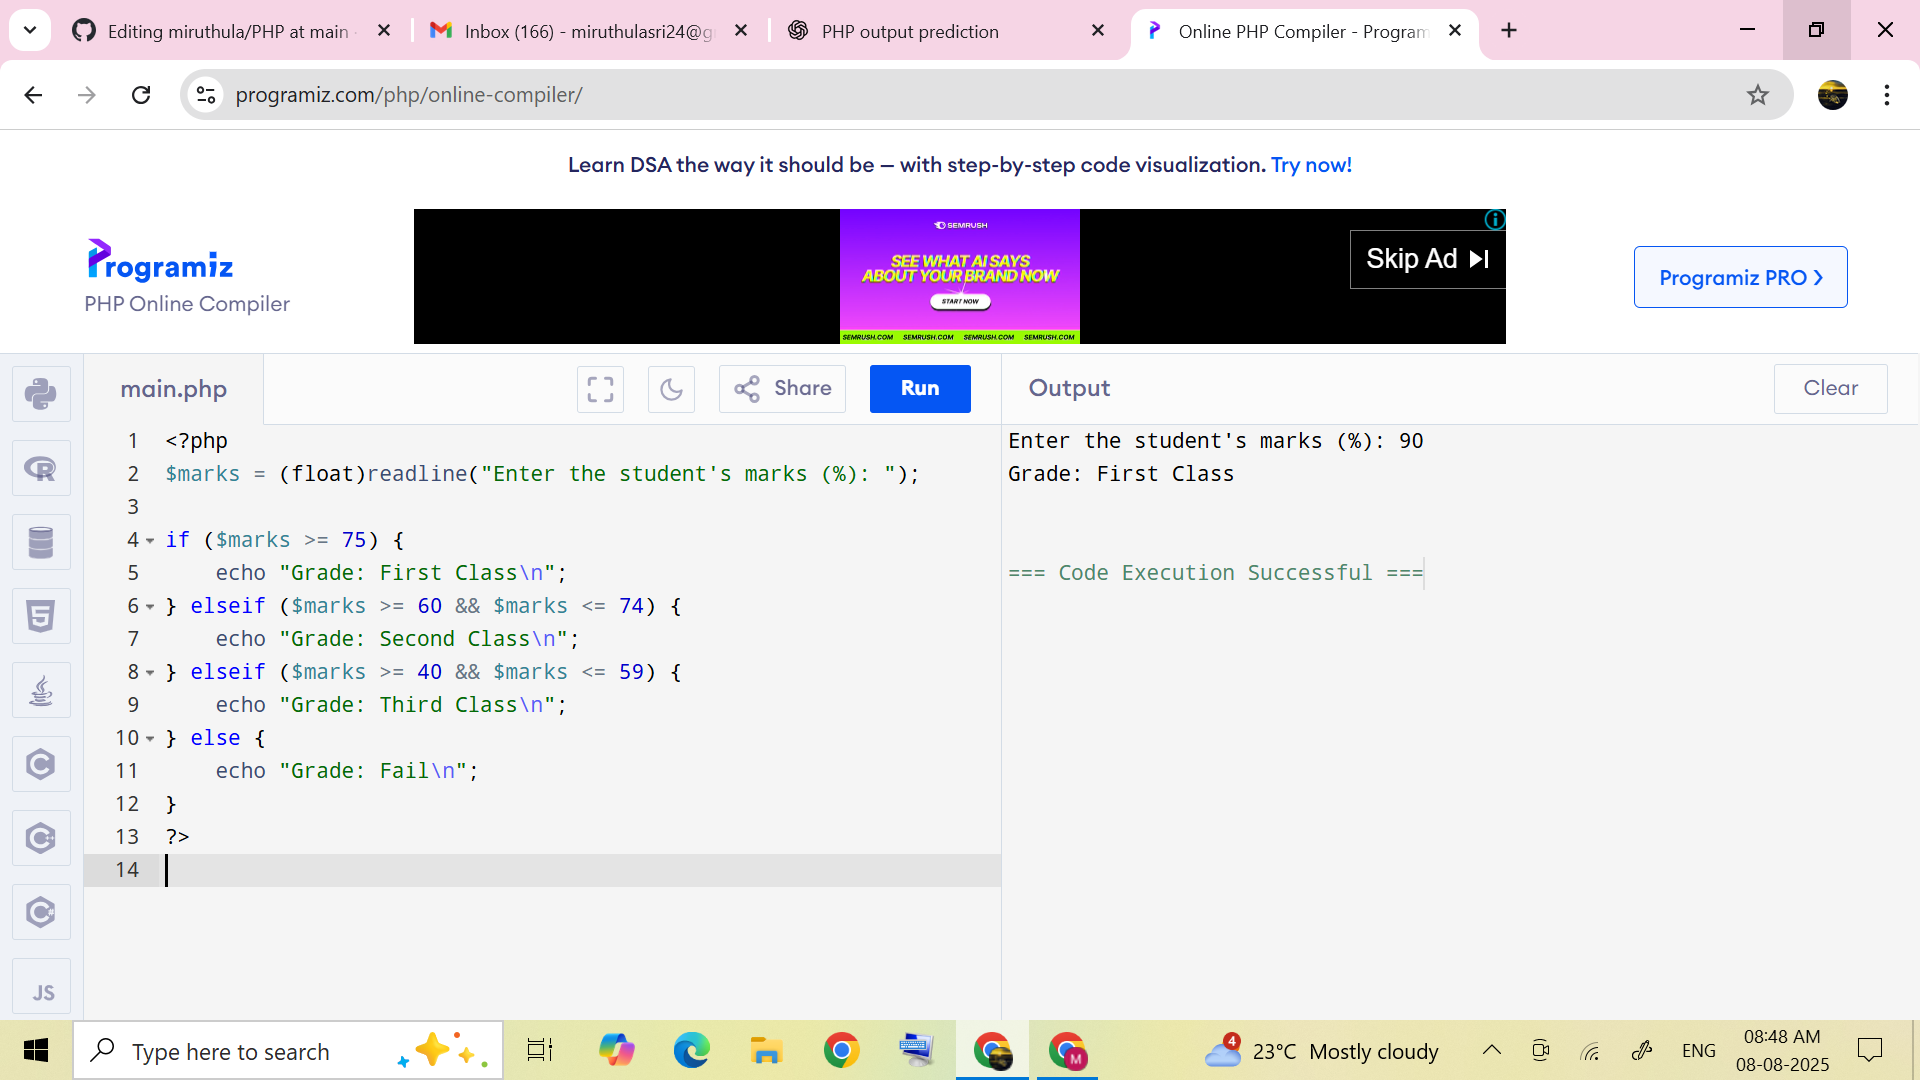 Editing miruthula/PHP at main
Inbox (166) - miruthulasri24@g
PHP output prediction
Online PHP Compiler - Program
programiz.com/php/online-compiler/
Learn DSA the way it should be — with step-by-step code visualization. Try now!
SEMRUSH
SEE WHAT AI SAYS
ABOUT YOUR BRAND NOW
START NOW
SEMRUSH.COM SEMRUSH.COM SEMRUSH.COM SEMRUSH.COM
Skip Ad
Programiz
PHP Online Compiler
Programiz PRO
main.php
Share
Run
Output
Clear
1 <?php
2 $marks = (float)readline("Enter the student's marks (%): ");
3
4 if ($marks >= 75) {
5     echo "Grade: First Class\n";
6 } elseif ($marks >= 60 && $marks <= 74) {
7     echo "Grade: Second Class\n";
8 } elseif ($marks >= 40 && $marks <= 59) {
9     echo "Grade: Third Class\n";
10 } else {
11     echo "Grade: Fail\n";
12 }
13 ?>
14
Enter the student's marks (%): 90
Grade: First Class
=== Code Execution Successful ===
R
5
C
C++
C#
JS
Type here to search
M
4
23°C Mostly cloudy
ENG
08:48 AM
08-08-2025